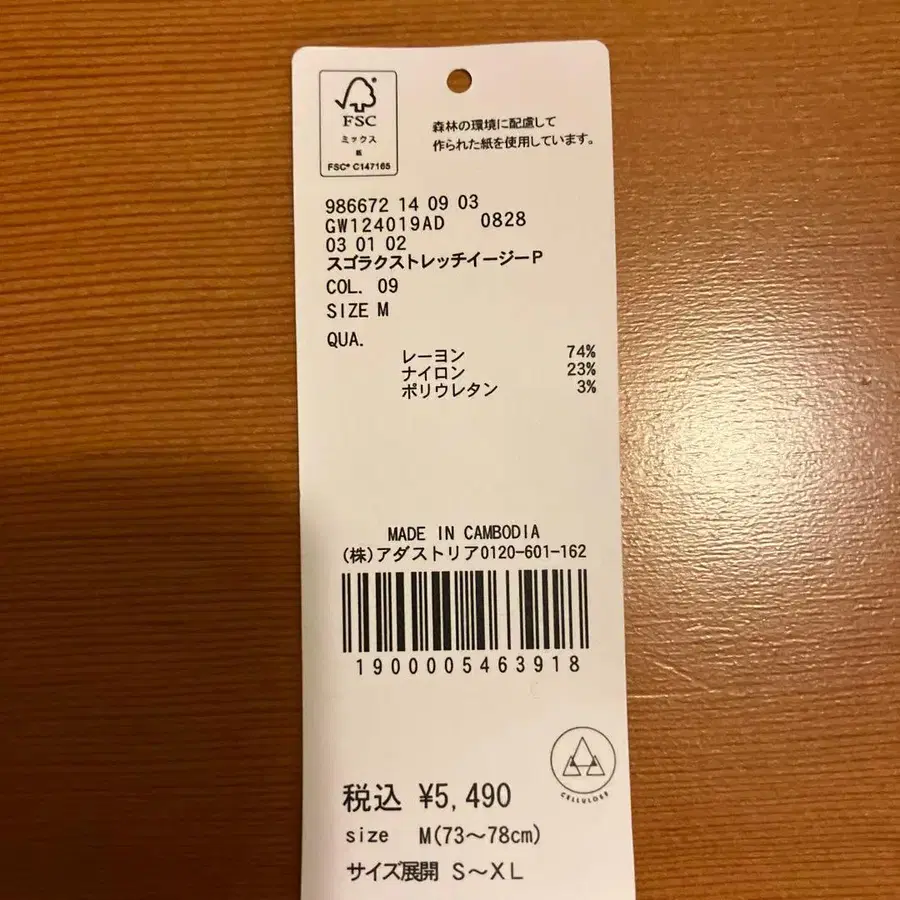 FSC
ミックス
紙
FSC® C147165
森林の環境に配慮して
作られた紙を使用しています。
986672 14 09 03
GW124019AD 0828
03 01 02
スゴラクストレッチイージーP
COL. 09
SIZE M
QUA.
レーヨン 74%
ナイロン 23%
ポリウレタン 3%
MADE IN CAMBODIA
(株)アダストリア0120-601-162
1900005463918
CELLULOSE
税込 ¥5,490
size M(73〜78cm)
サイズ展開 S〜XL